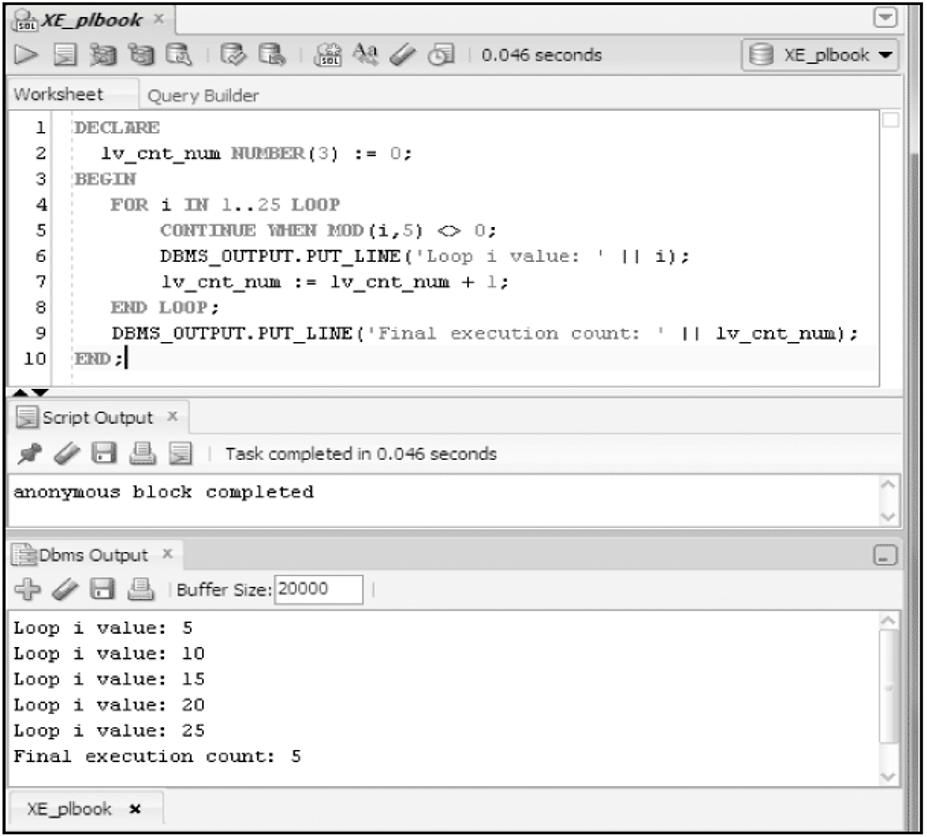 XE_plbook
0.046 seconds
XE_plbook
Worksheet Query Builder
1 DECLARE
2 lv_cnt_num NUMBER(3) := 0;
3 BEGIN
4 FOR i IN 1..25 LOOP
5 CONTINUE WHEN MOD(i,5) <> 0;
6 DBMS_OUTPUT.PUT_LINE('Loop i value: ' || i);
7 lv_cnt_num := lv_cnt_num + 1;
8 END LOOP;
9 DBMS_OUTPUT.PUT_LINE('Final execution count: ' || lv_cnt_num);
10 END;
Script Output
Task completed in 0.046 seconds
anonymous block completed
Dbms Output
Buffer Size: 20000
Loop i value: 5
Loop i value: 10
Loop i value: 15
Loop i value: 20
Loop i value: 25
Final execution count: 5
XE_plbook